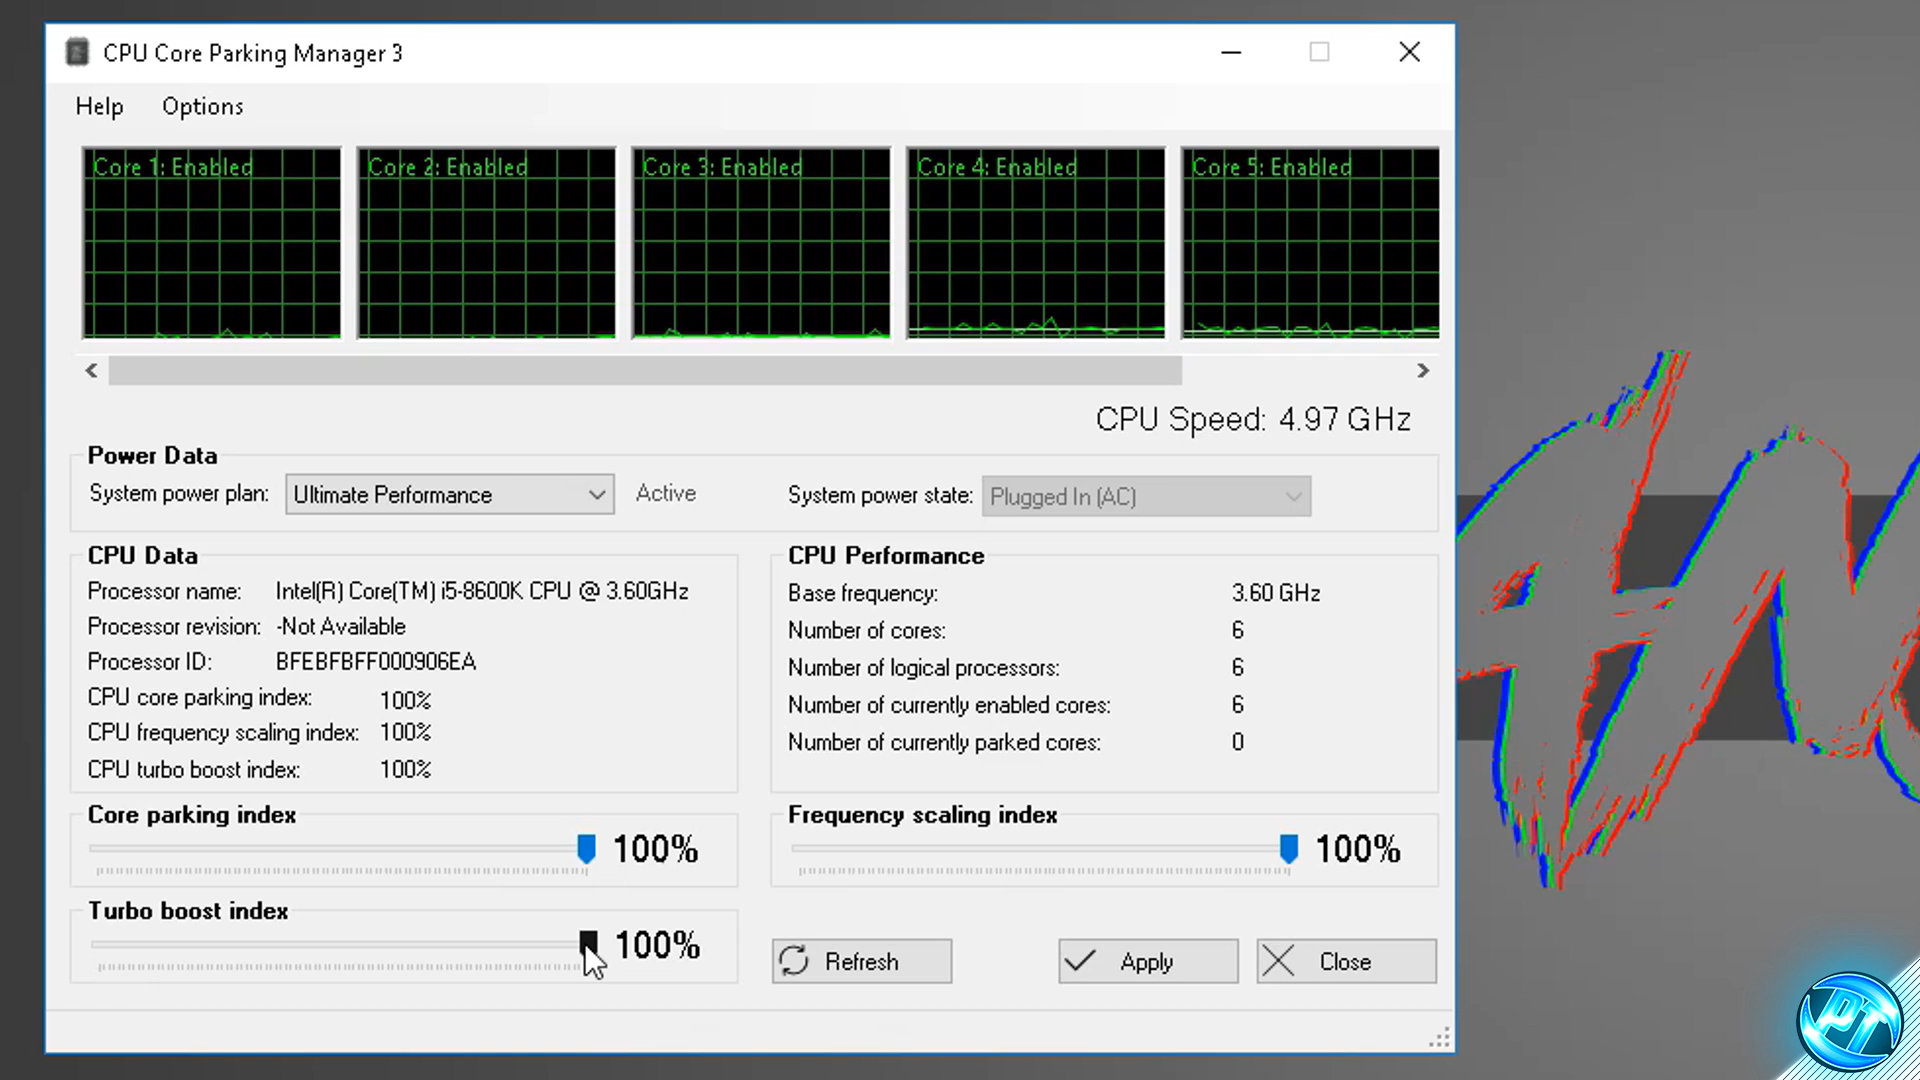 CPU Core Parking Manager 3
Help Options
Core 1: Enabled Core 2: Enabled Core 3: Enabled Core 4: Enabled Core 5: Enabled
CPU Speed: 4.97 GHz
Power Data
System power plan: Ultimate Performance Active System power state: Plugged In (AC)
CPU Data
Processor name: Intel(R) Core(TM) i5-8600K CPU @ 3.60GHz
Processor revision: -Not Available
Processor ID: BFEBFBFF000906EA
CPU core parking index: 100%
CPU frequency scaling index: 100%
CPU turbo boost index: 100%
CPU Performance
Base frequency: 3.60 GHz
Number of cores: 6
Number of logical processors: 6
Number of currently enabled cores: 6
Number of currently parked cores: 0
Core parking index
100%
Frequency scaling index
100%
Turbo boost index
100%
Refresh Apply Close
PT